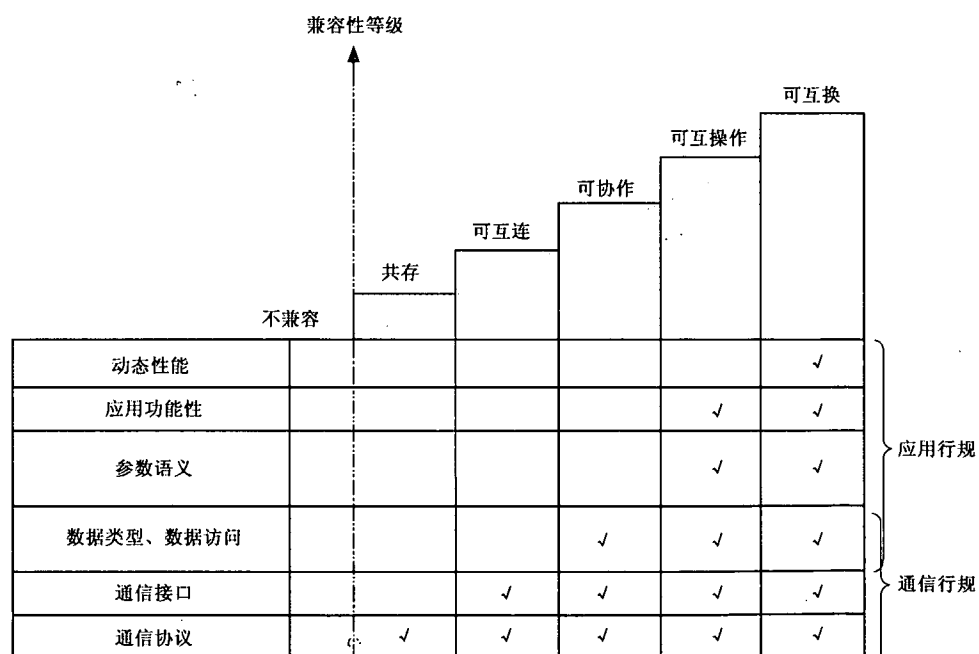 兼容性等级
可互换
可互操作
可协作
可互连
共存
不兼容
动态性能 √
应用功能性 √ √
应用行规
参数语义 √ √
数据类型、数据访问 √ √ √
通信行规
通信接口 √ √ √ √
通信协议 √ √ √ √ √